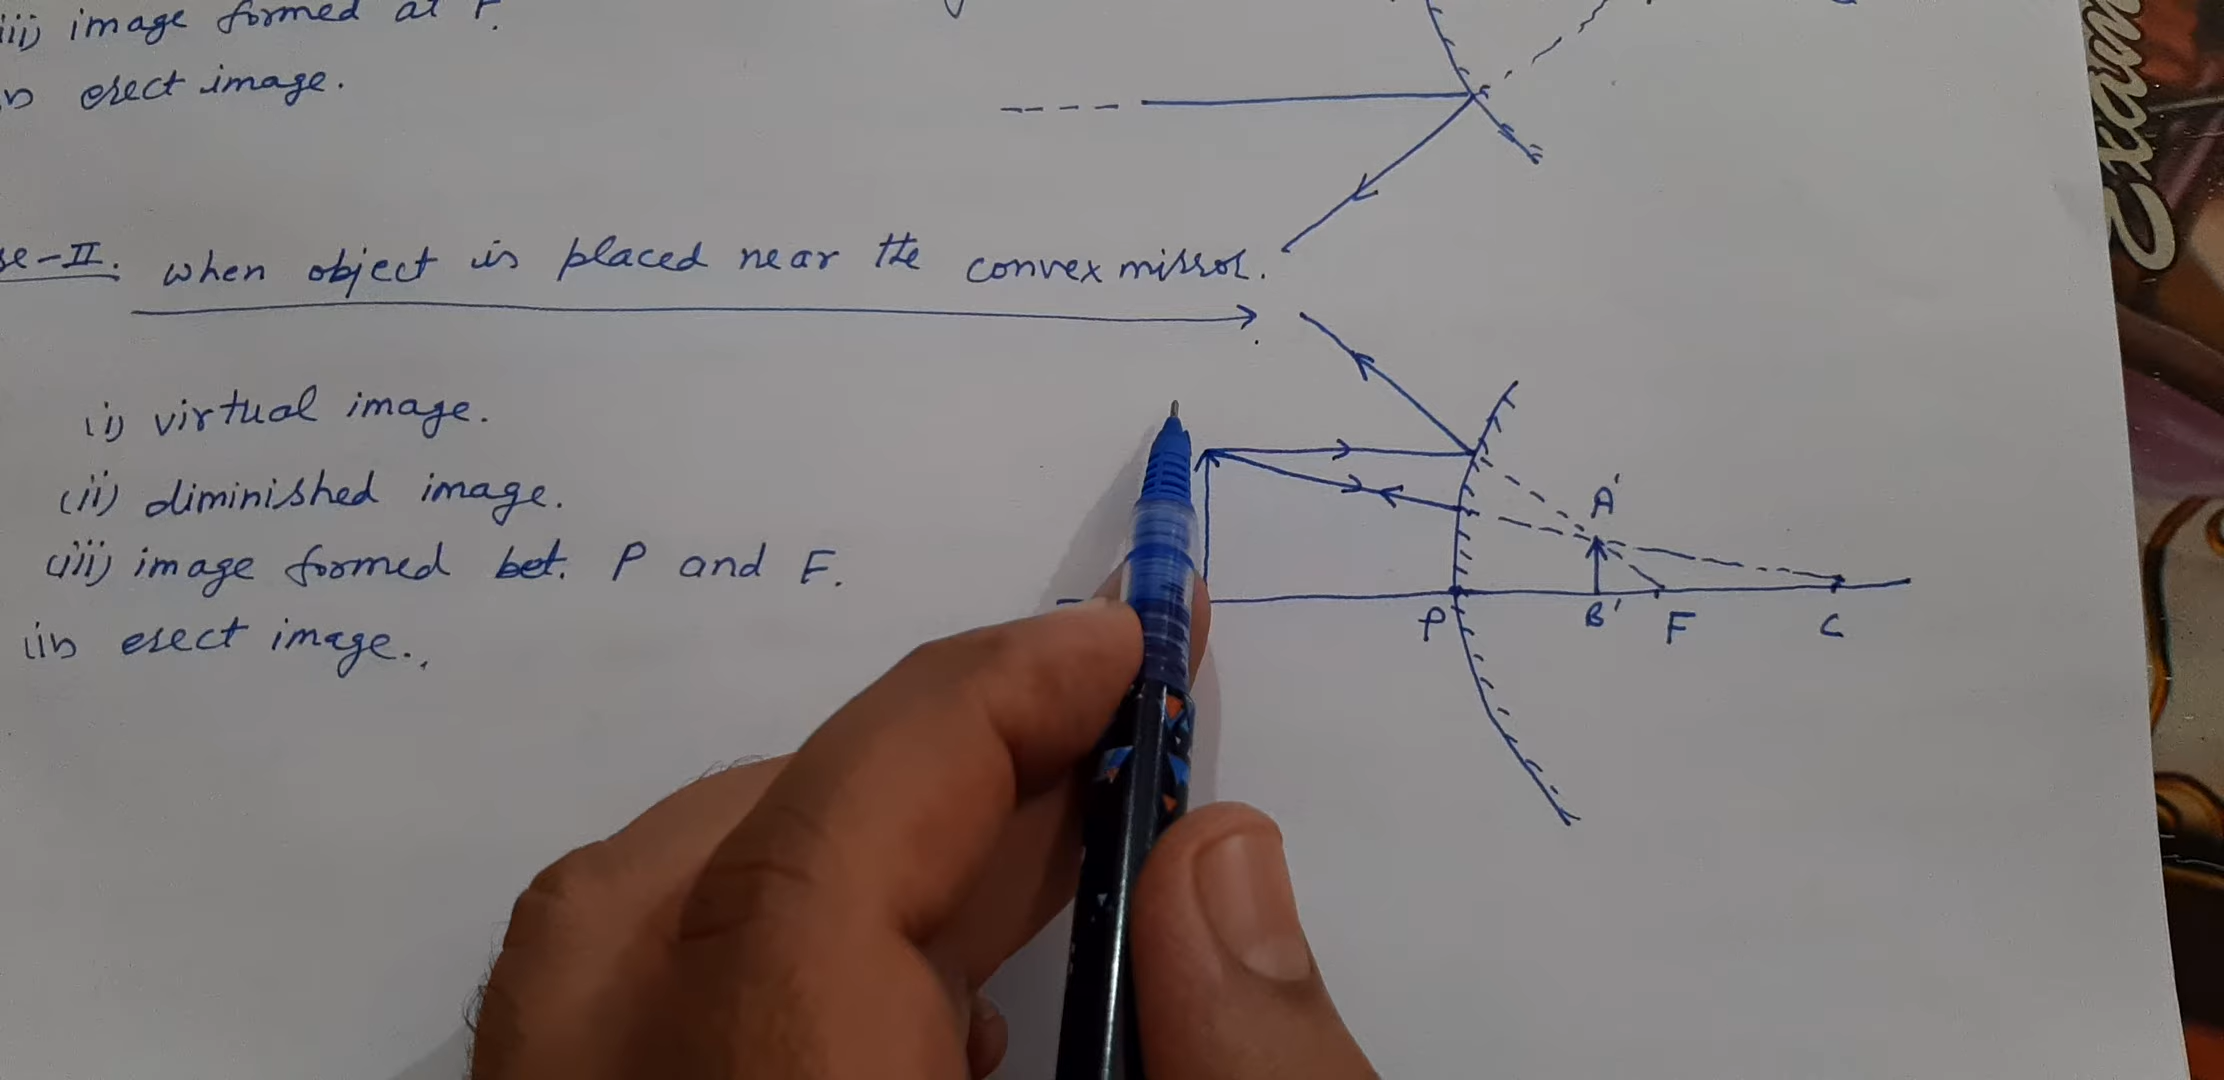 iii) image formed at F.
erect image.
se-II. when object is placed near the convex mirror.
(i) virtual image.
(ii) diminished image.
(iii) image formed bet. P and F.
(iv) erect image.
A'
P B' F C
Exam